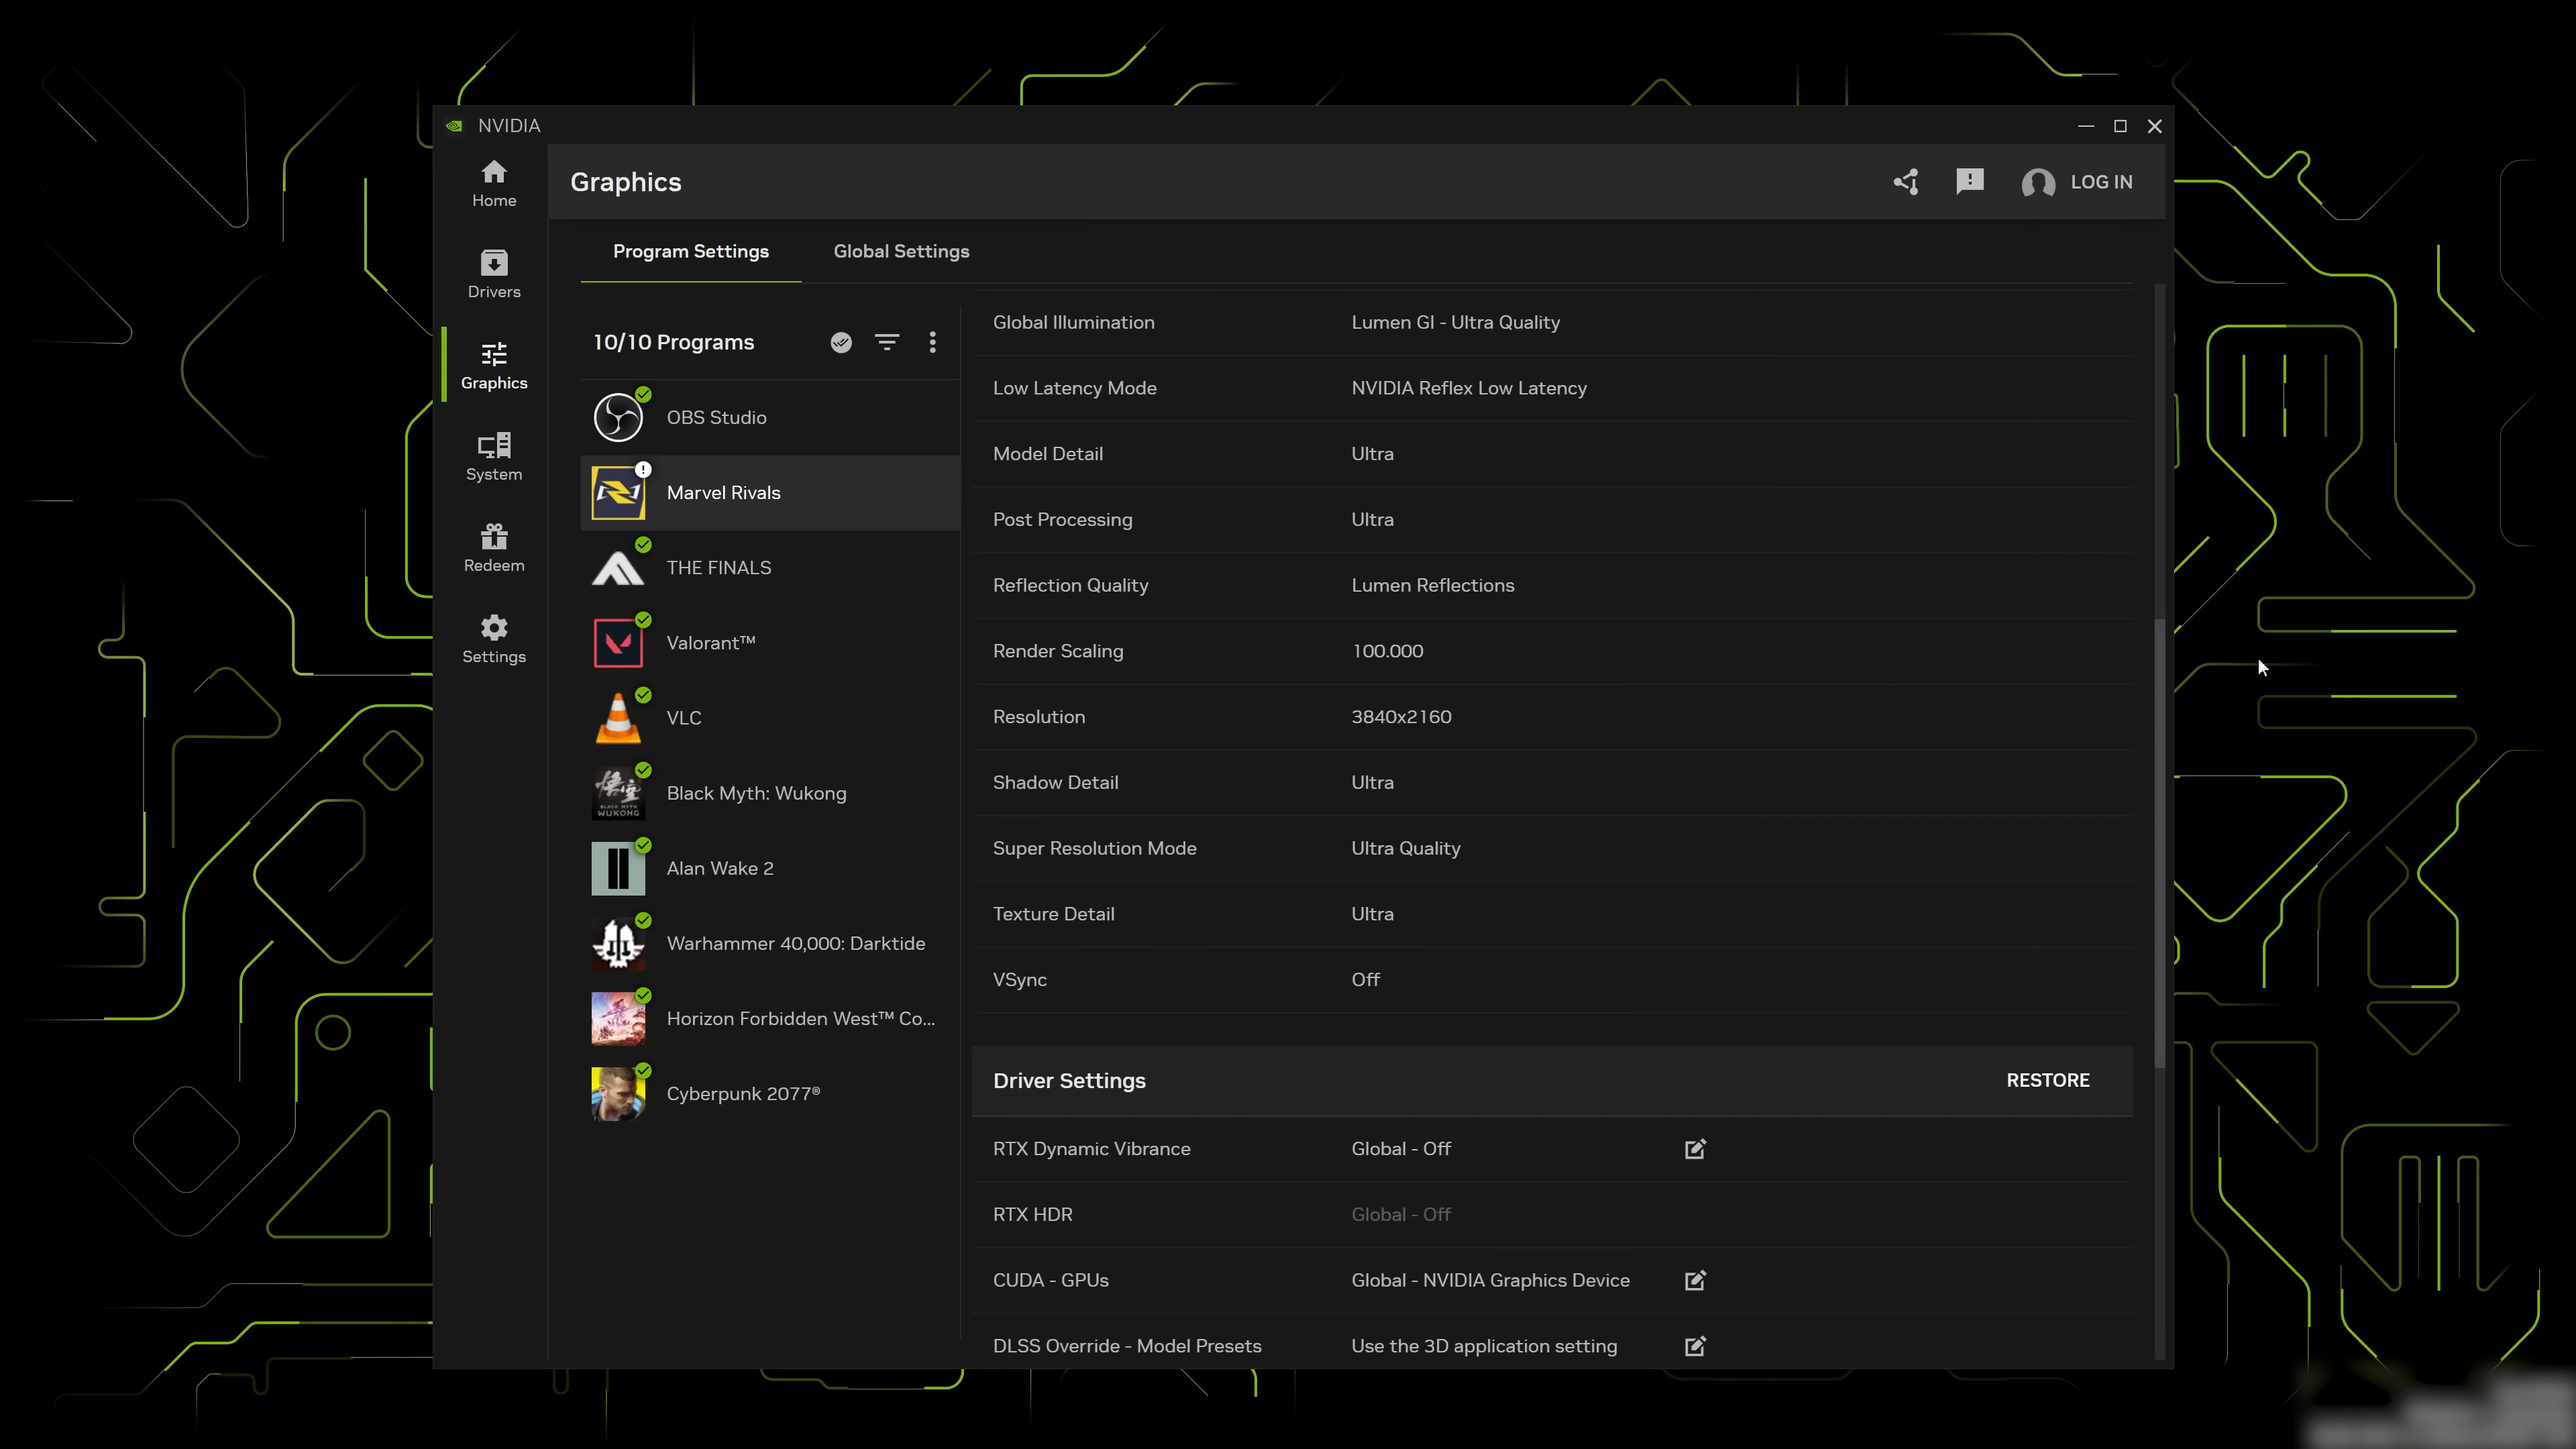 NVIDIA
Home
Drivers
Graphics
System
Redeem
Settings
Graphics
LOG IN
Program Settings
Global Settings
10/10 Programs
OBS Studio
Marvel Rivals
THE FINALS
Valorant™
VLC
悟空
BLACK MYTH
WUKONG
Black Myth: Wukong
Alan Wake 2
Warhammer 40,000: Darktide
Horizon Forbidden West™ Co...
Cyberpunk 2077®
Global Illumination Lumen GI - Ultra Quality
Low Latency Mode NVIDIA Reflex Low Latency
Model Detail Ultra
Post Processing Ultra
Reflection Quality Lumen Reflections
Render Scaling 100.000
Resolution 3840x2160
Shadow Detail Ultra
Super Resolution Mode Ultra Quality
Texture Detail Ultra
VSync Off
Driver Settings RESTORE
RTX Dynamic Vibrance Global - Off
RTX HDR Global - Off
CUDA - GPUs Global - NVIDIA Graphics Device
DLSS Override - Model Presets Use the 3D application setting